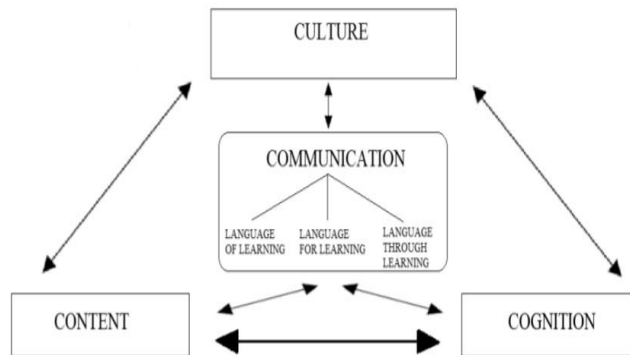 CULTURE
COMMUNICATION
LANGUAGE
OF LEARNING
LANGUAGE
FOR LEARNING
LANGUAGE
THROUGH
LEARNING
CONTENT
COGNITION